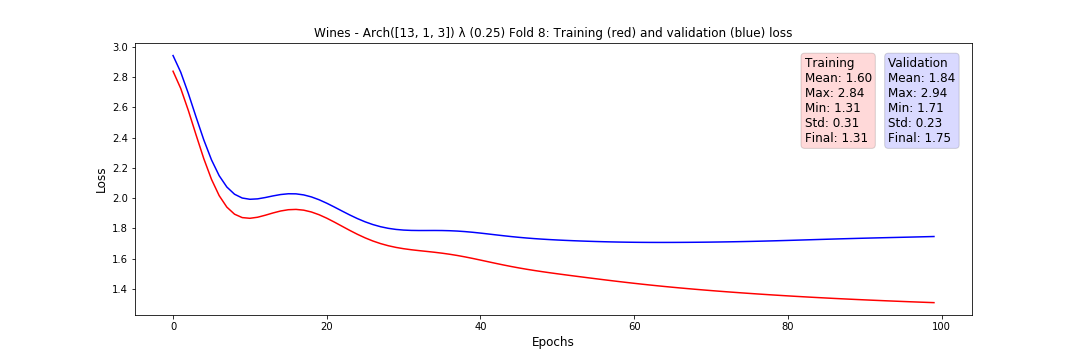 Wines - Arch([13, 1, 3]) λ (0.25) Fold 8: Training (red) and validation (blue) loss
3.0
2.8
2.6
2.4
2.2
2.0
1.8
1.6
1.4
Loss
Training
Mean: 1.60
Max: 2.84
Min: 1.31
Std: 0.31
Final: 1.31
Validation
Mean: 1.84
Max: 2.94
Min: 1.71
Std: 0.23
Final: 1.75
0 20 40 60 80 100
Epochs